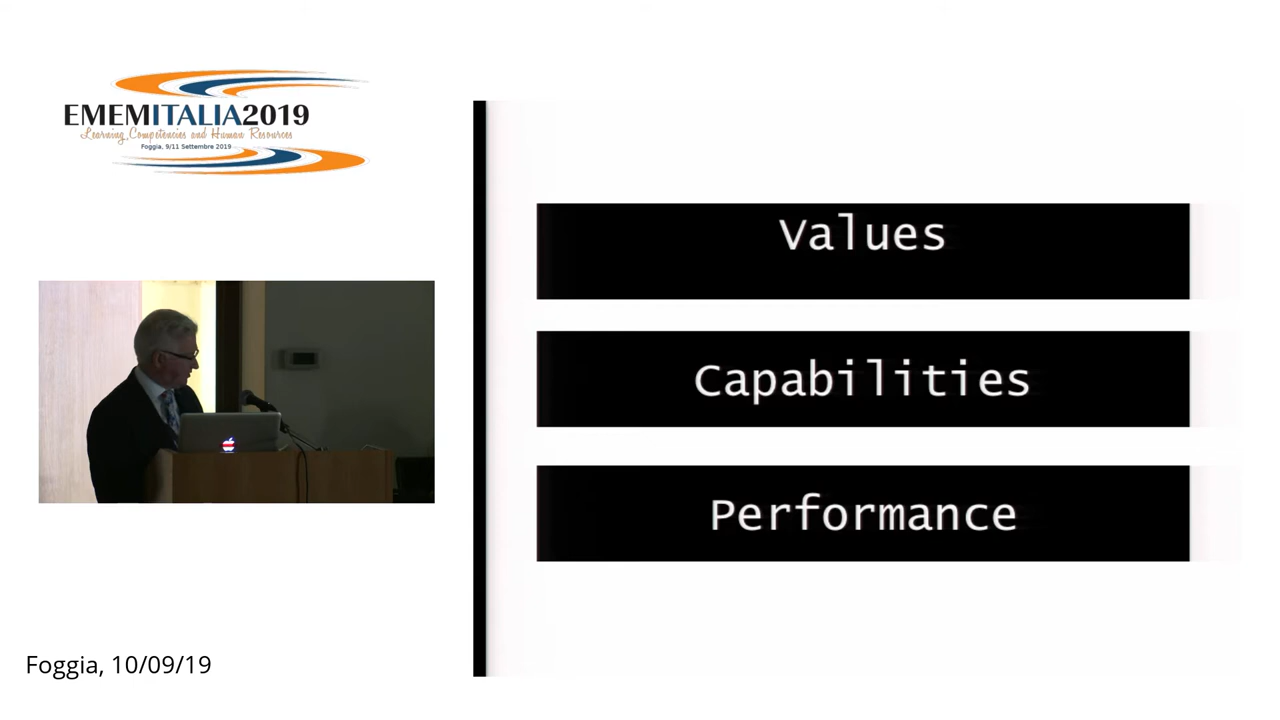 EMEMITALIA2019
Learning, Competencies and Human Resources
Foggia, 9/11 Settembre 2019
Values
Capabilities
Performance
Foggia, 10/09/19